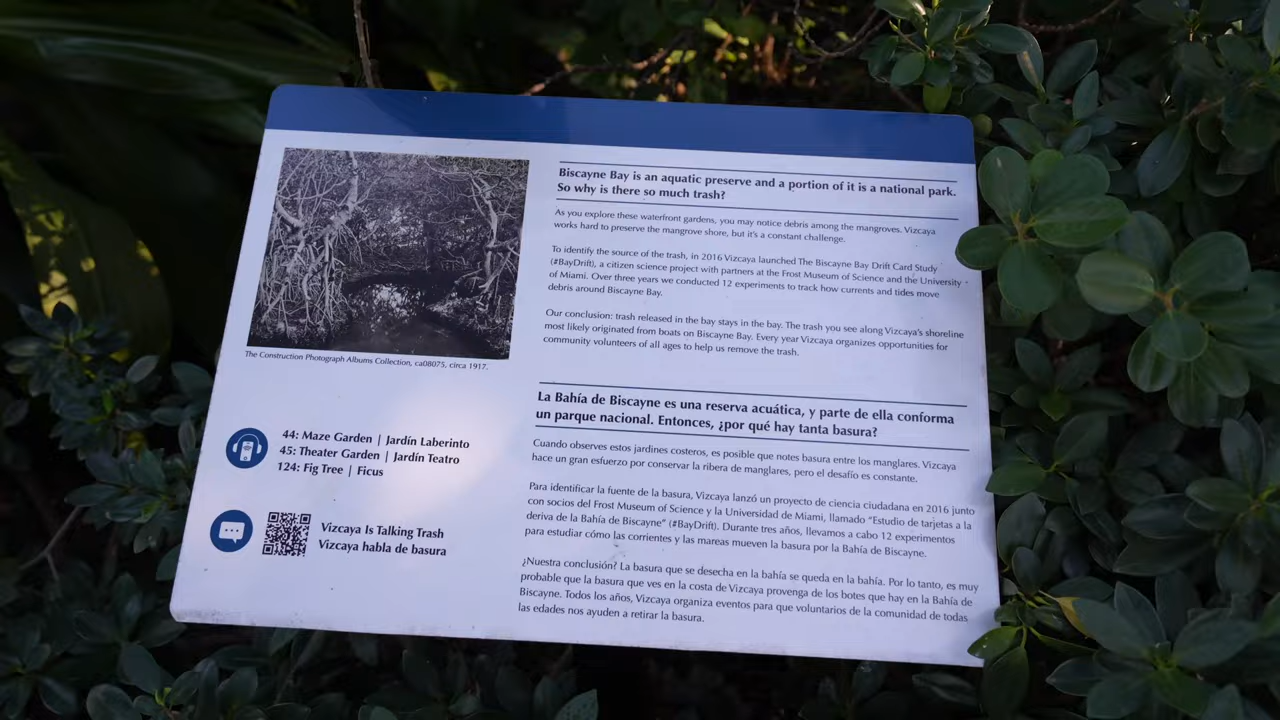 Biscayne Bay is an aquatic preserve and a portion of it is a national park.
So why is there so much trash?
As you explore these waterfront gardens, you may notice debris among the mangroves. Vizcaya
works hard to preserve the mangrove shore, but it's a constant challenge.
To identify the source of the trash, in 2016 Vizcaya launched The Biscayne Bay Drift Card Study
(#BayDrift), a citizen science project with partners at the Frost Museum of Science and the University
of Miami. Over three years we conducted 12 experiments to track how currents and tides move
debris around Biscayne Bay.
Our conclusion: trash released in the bay stays in the bay. The trash you see along Vizcaya's shoreline
most likely originated from boats on Biscayne Bay. Every year Vizcaya organizes opportunities for
community volunteers of all ages to help us remove the trash.
The Construction Photograph Albums Collection, ca08075, circa 1917.
La Bahía de Biscayne es una reserva acuática, y parte de ella conforma
un parque nacional. Entonces, ¿por qué hay tanta basura?
Cuando observes estos jardines costeros, es posible que notes basura entre los manglares. Vizcaya
hace un gran esfuerzo por conservar la ribera de manglares, pero el desafío es constante.
Para identificar la fuente de la basura, Vizcaya lanzó un proyecto de ciencia ciudadana en 2016 junto
con socios del Frost Museum of Science y la Universidad de Miami, llamado "Estudio de tarjetas a la
deriva de la Bahía de Biscayne" (#BayDrift). Durante tres años, llevamos a cabo 12 experimentos
para estudiar cómo las corrientes y las mareas mueven la basura por la Bahía de Biscayne.
¿Nuestra conclusión? La basura que se desecha en la bahía se queda en la bahía. Por lo tanto, es muy
probable que la basura que ves en la costa de Vizcaya provenga de los botes que hay en la Bahía de
Biscayne. Todos los años, Vizcaya organiza eventos para que voluntarios de la comunidad de todas
las edades nos ayuden a retirar la basura.
44: Maze Garden | Jardín Laberinto
45: Theater Garden | Jardín Teatro
124: Fig Tree | Ficus
Vizcaya Is Talking Trash
Vizcaya habla de basura